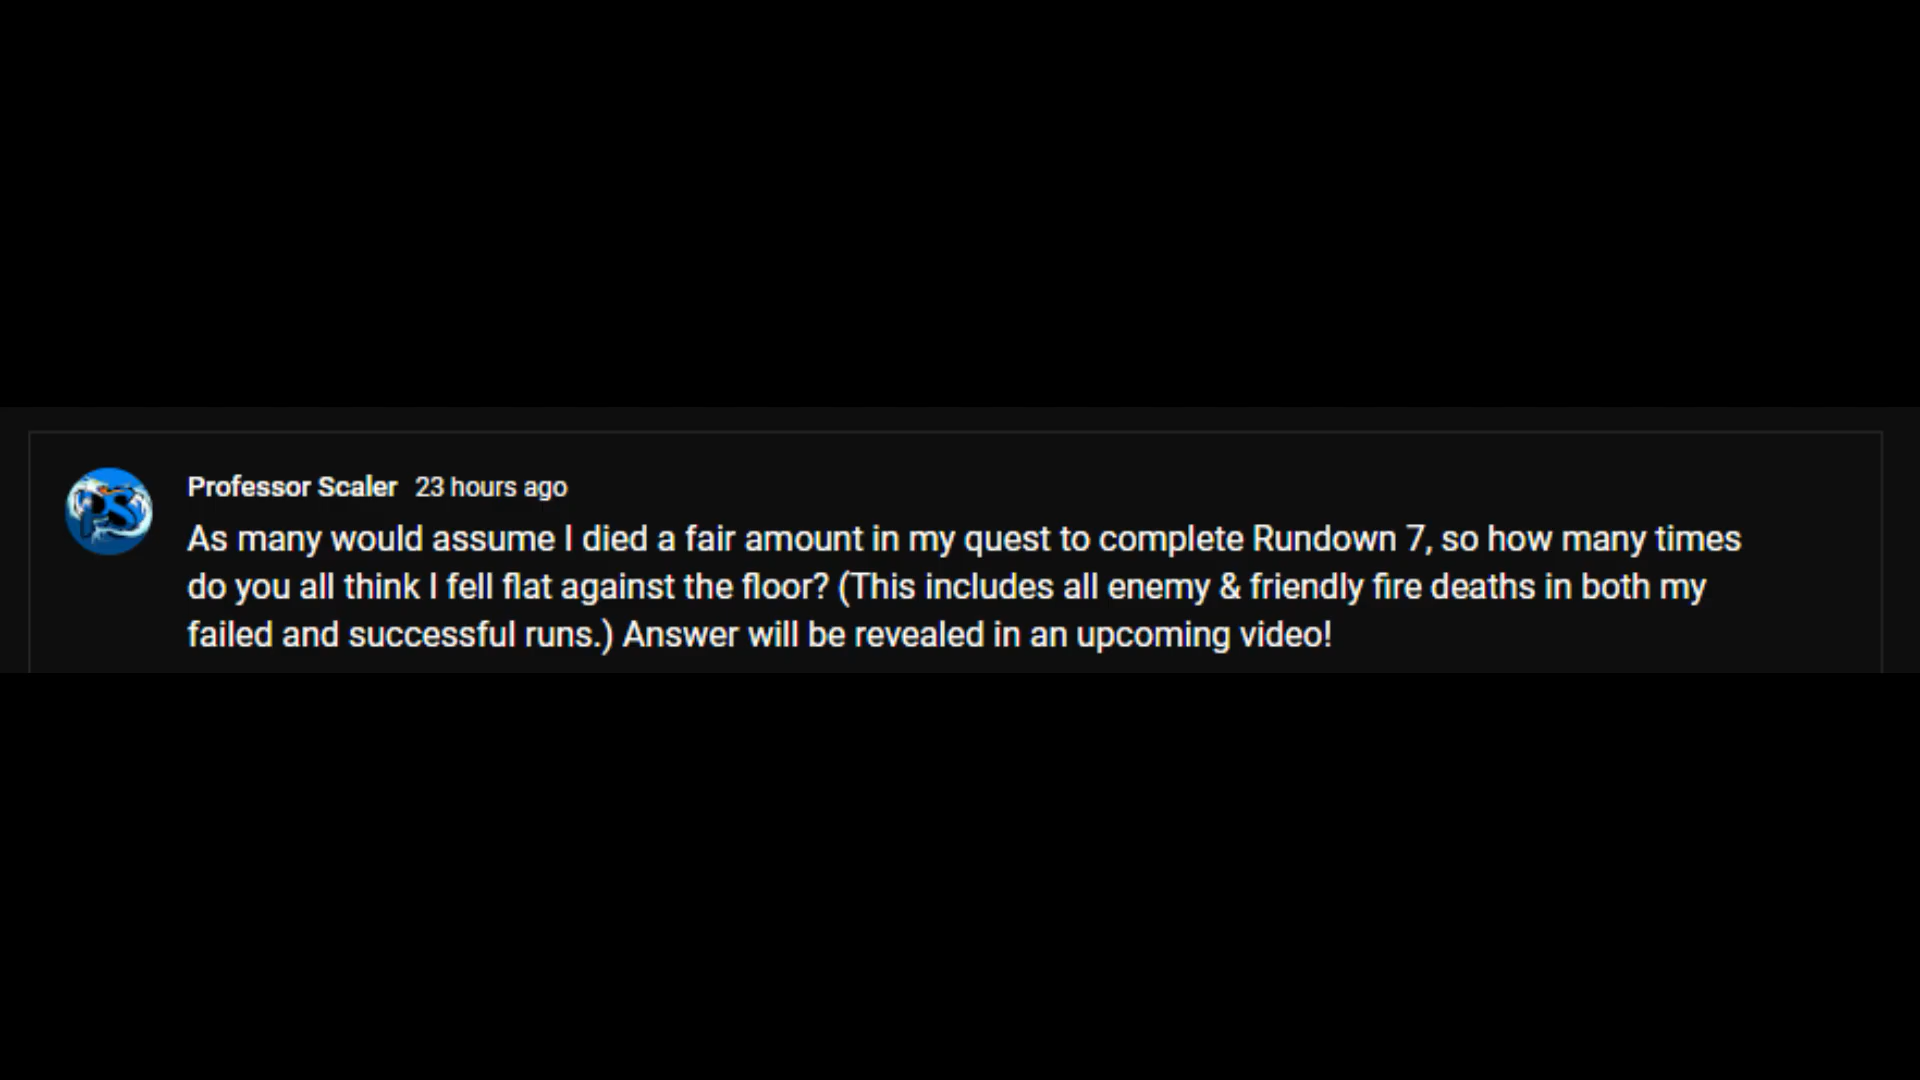 Professor Scaler 23 hours ago
As many would assume I died a fair amount in my quest to complete Rundown 7, so how many times
do you all think I fell flat against the floor? (This includes all enemy & friendly fire deaths in both my
failed and successful runs.) Answer will be revealed in an upcoming video!